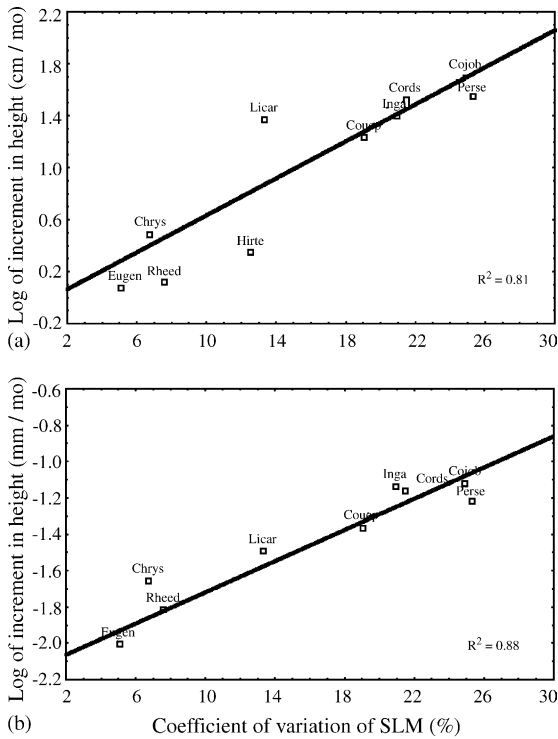 Log of increment in height (cm / mo)
2.2
1.8
1.4
1.0
0.6
0.2
-0.2
Cojob
Perse
Cords
Inga
Couep
Licar
Chrys
Hirte
Eugen
Rheed
R² = 0.81
(a)
2 6 10 14 18 22 26 30
Log of increment in height (mm / mo)
-0.6
-0.8
-1.0
-1.2
-1.4
-1.6
-1.8
-2.0
-2.2
Inga
Cords
Cojob
Perse
Couep
Licar
Chrys
Rheed
Eugen
R² = 0.88
2 6 10 14 18 22 26 30
(b)
Coefficient of variation of SLM (%)